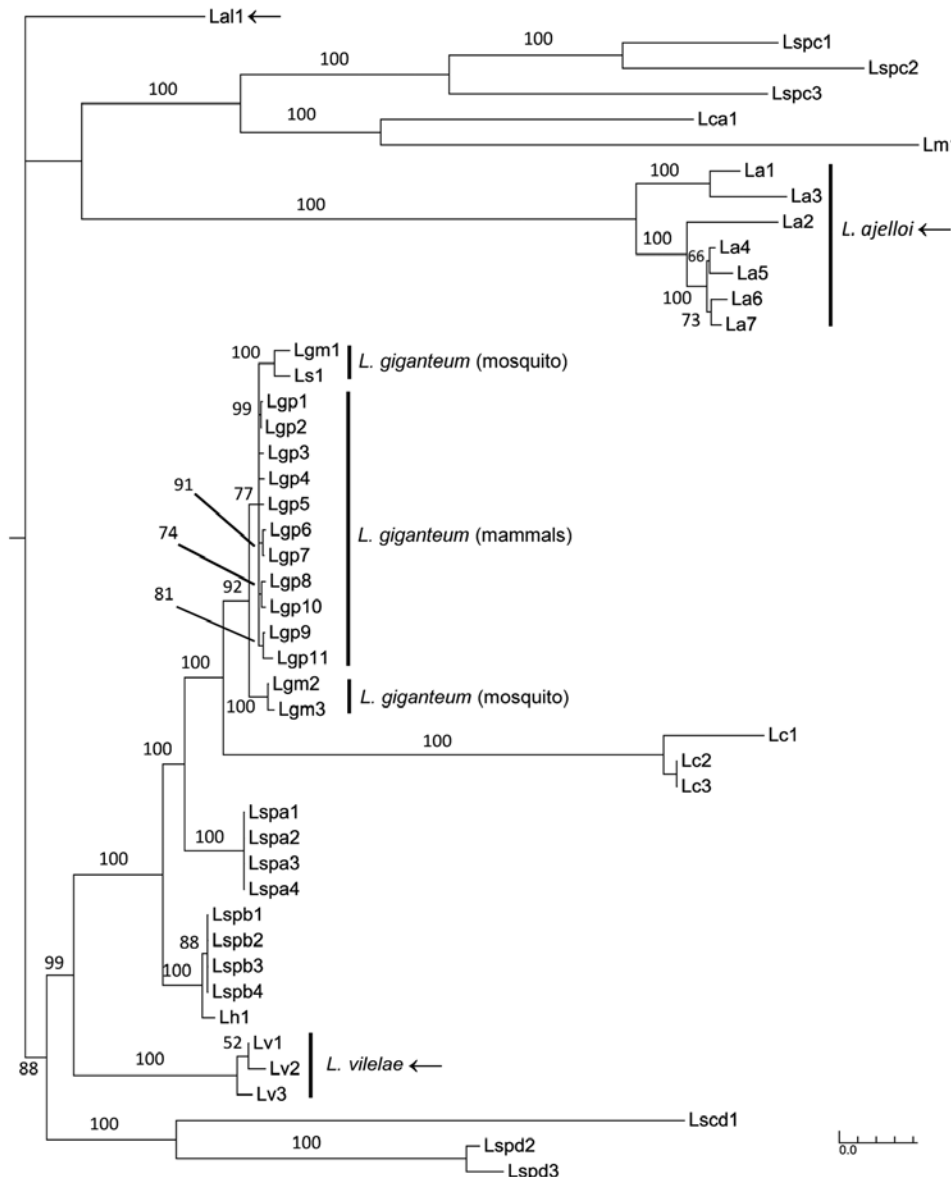 Lal1 ←
100
Lspc1
100
Lspc2
100
Lspc3
100
Lca1
Lm1
100
La1
La3
100
100
La2
L. ajelloi ←
66
La4
La5
100
La6
73
La7
100
Lgm1
L. giganteum (mosquito)
Ls1
99
Lgp1
Lgp2
Lgp3
91
Lgp4
77
Lgp5
74
Lgp6
L. giganteum (mammals)
Lgp7
92
Lgp8
81
Lgp10
Lgp9
100
Lgp11
Lgm2
L. giganteum (mosquito)
100
Lgm3
100
Lc1
100
Lc2
Lc3
Lspa1
100
Lspa2
100
Lspa3
Lspa4
Lspb1
88
Lspb2
99
100
Lspb3
Lspb4
Lh1
52
Lv1
88
100
Lv2
L. vilelae ←
Lv3
100
Lscd1
100
Lspd2
0.0
Lspd3